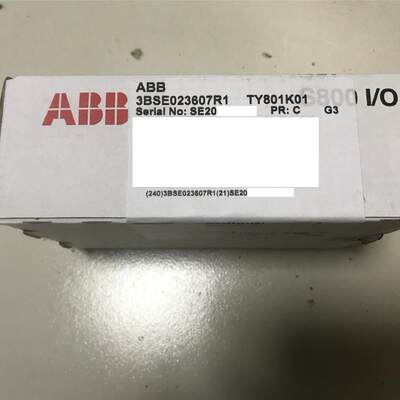 ABB
ABB
3BSE023607R1 TY801K01
Serial No: SE20 PR: C G3
S800 I/O
(240)3BSE023607R1(21)SE20